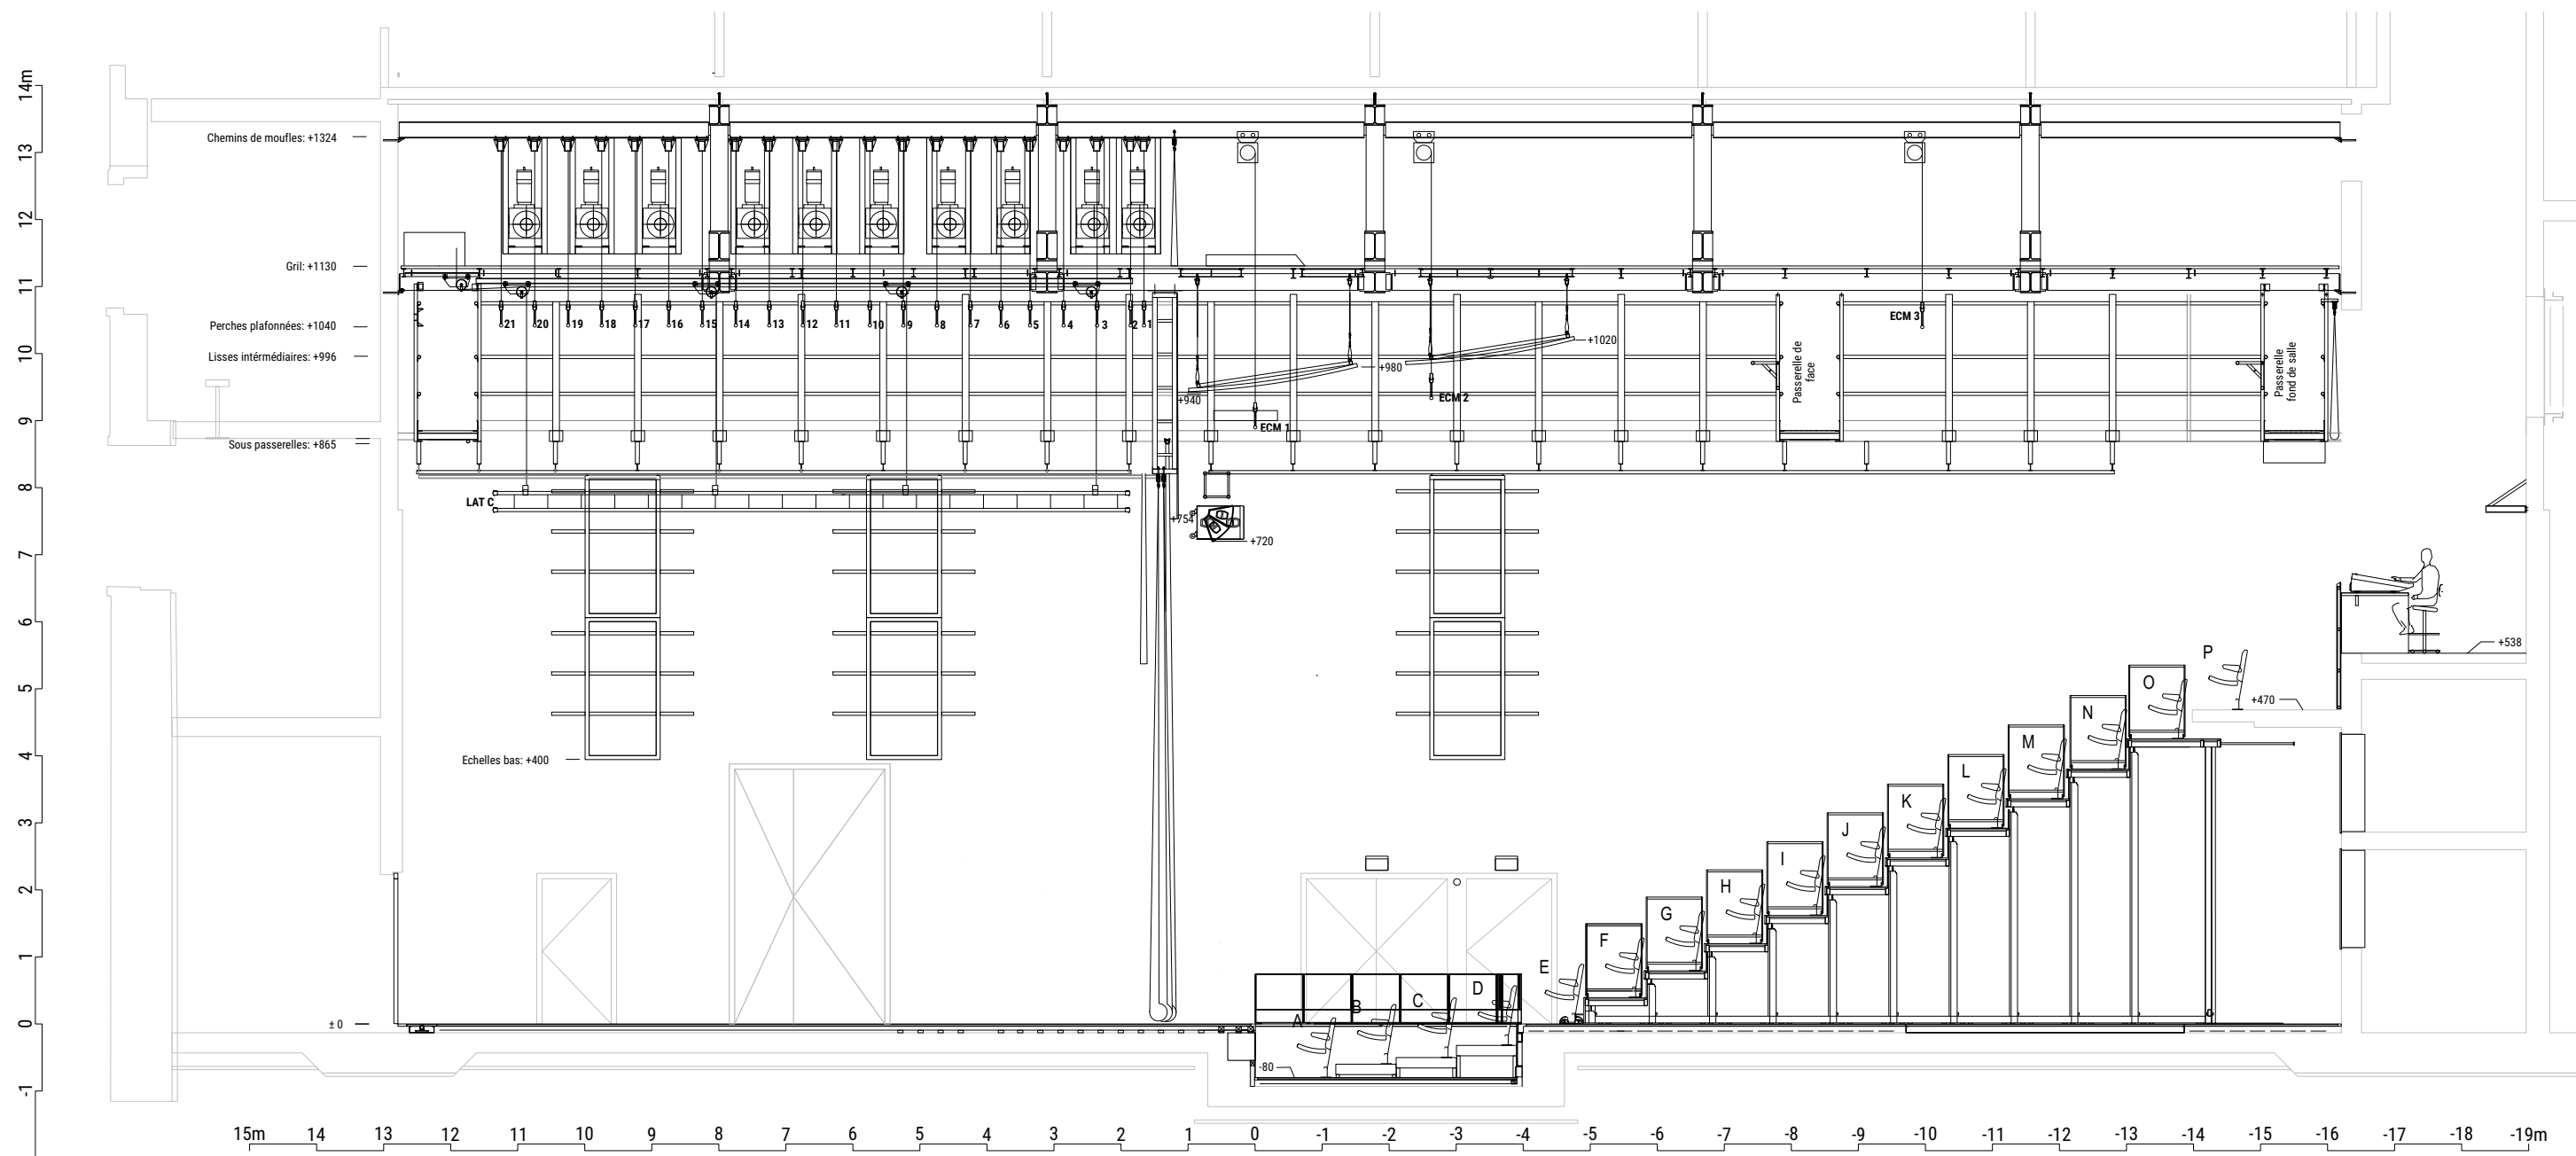 14m
13
12
11
10
9
8
7
6
5
4
3
2
1
0
-1
Chemins de moufles: +1324
Gril: +1130
Perches plafonnées: +1040
Lisses intérmédiaires: +996
Sous passerelles: +865
21 20 19 18 17 16 15 14 13 12 11 10 9 8 7 6 5 4 3 2 1
ECM 3
+1020
+980
+940
ECM 2
ECM 1
Passerelle de
face
Passerelle
fond de salle
LAT C
+754
+720
+538
P
+470
O
N
M
L
K
J
I
H
G
F
E
D
C
B
A
Echelles bas: +400
± 0
-80
15m 14 13 12 11 10 9 8 7 6 5 4 3 2 1 0 -1 -2 -3 -4 -5 -6 -7 -8 -9 -10 -11 -12 -13 -14 -15 -16 -17 -18 -19m